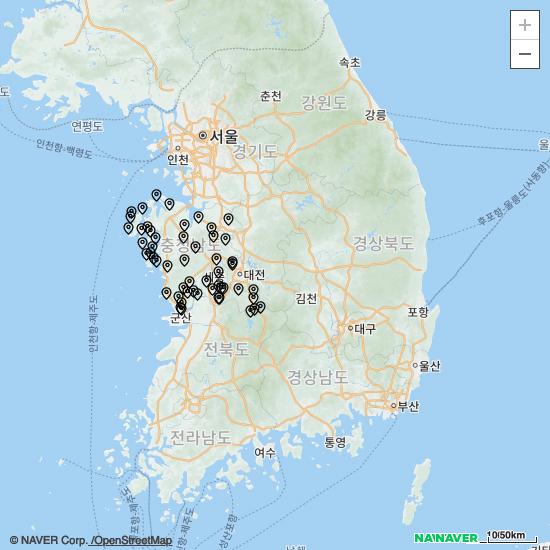 +
−
속초
춘천
강원도
강릉
연평도
서울
인천항-백령도
인천
경기도
울
후포항-울릉도(사동항)
충청남도
경상북도
대전
김천
포항
인천항-제주도
군산
대구
전북도
울산
경상남도
부산
전라남도
통영
여수
인천항-제주도
© NAVER Corp. /OpenStreetMap
NAVER
10/50km